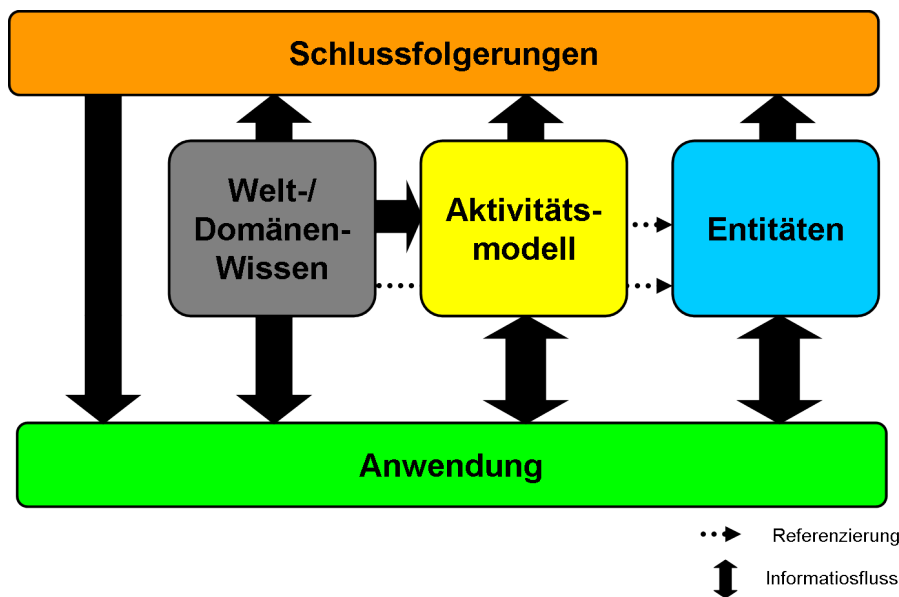 Schlussfolgerungen
Welt-/
Domänen-
Wissen
Aktivitäts-
modell
Entitäten
Anwendung
Referenzierung
Informatiosfluss